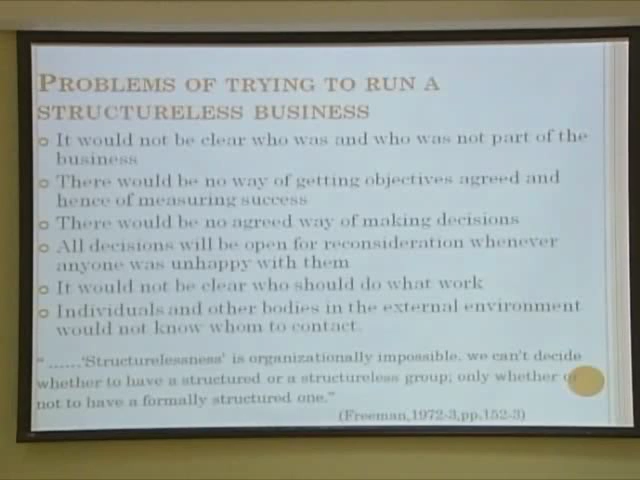 PROBLEMS OF TRYING TO RUN A
STRUCTURELESS BUSINESS
It would not be clear who was and who was not part of the
business
There would be no way of getting objectives agreed and
hence of measuring success
There would be no agreed way of making decisions
All decisions will be open for reconsideration whenever
anyone was unhappy with them
It would not be clear who should do what work
Individuals and other bodies in the external environment
would not know whom to contact.
“ ......‘Structurelessness’ is organizationally impossible. we can’t decide
whether to have a structured or a structureless group; only whether or
not to have a formally structured one.”
(Freeman,1972-3,pp.152-3)